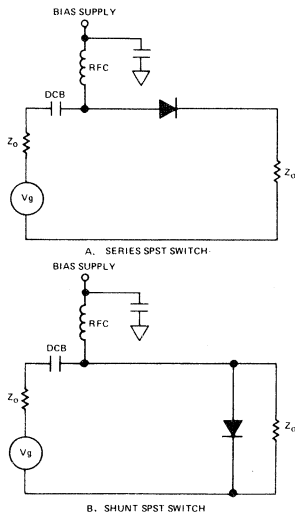 BIAS SUPPLY
RFC
DCB
Zo
Zo
Vg
A. SERIES SPST SWITCH
BIAS SUPPLY
RFC
DCB
Zo
Zo
Vg
B. SHUNT SPST SWITCH